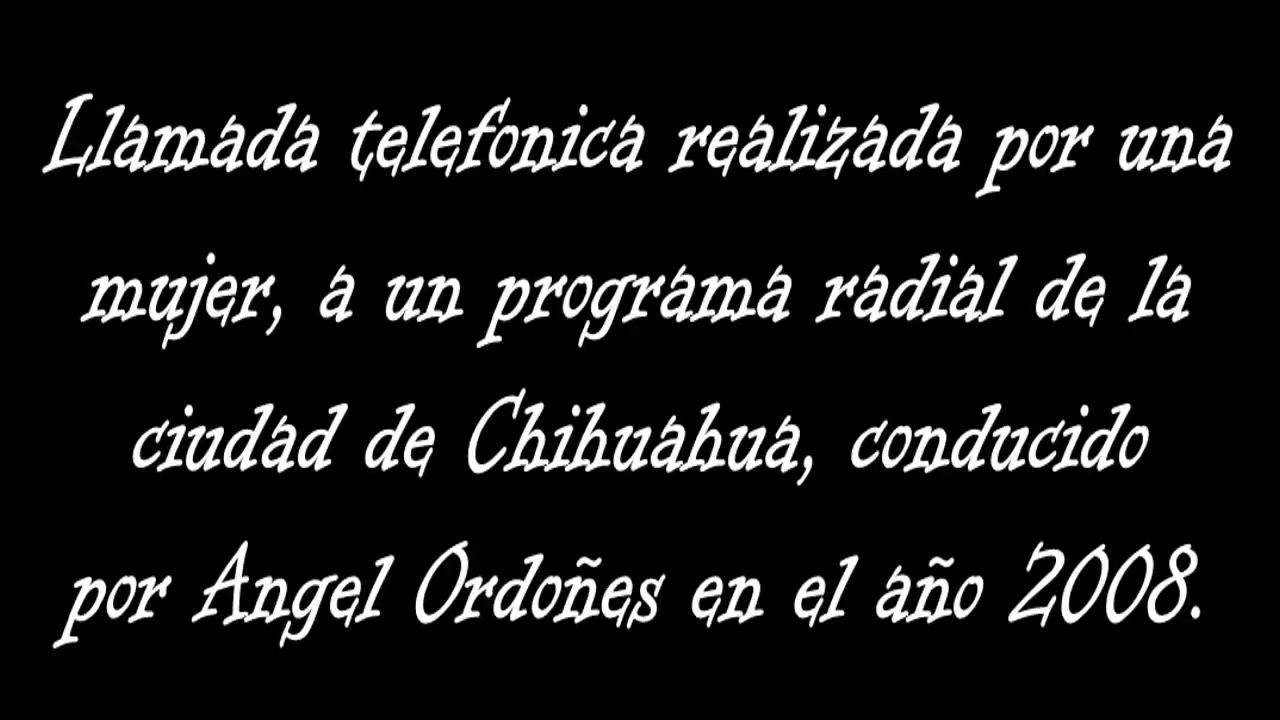 Llamada telefonica realizada por una
mujer, a un programa radial de la
ciudad de Chihuahua, conducido
por Angel Ordoñes en el año 2008.